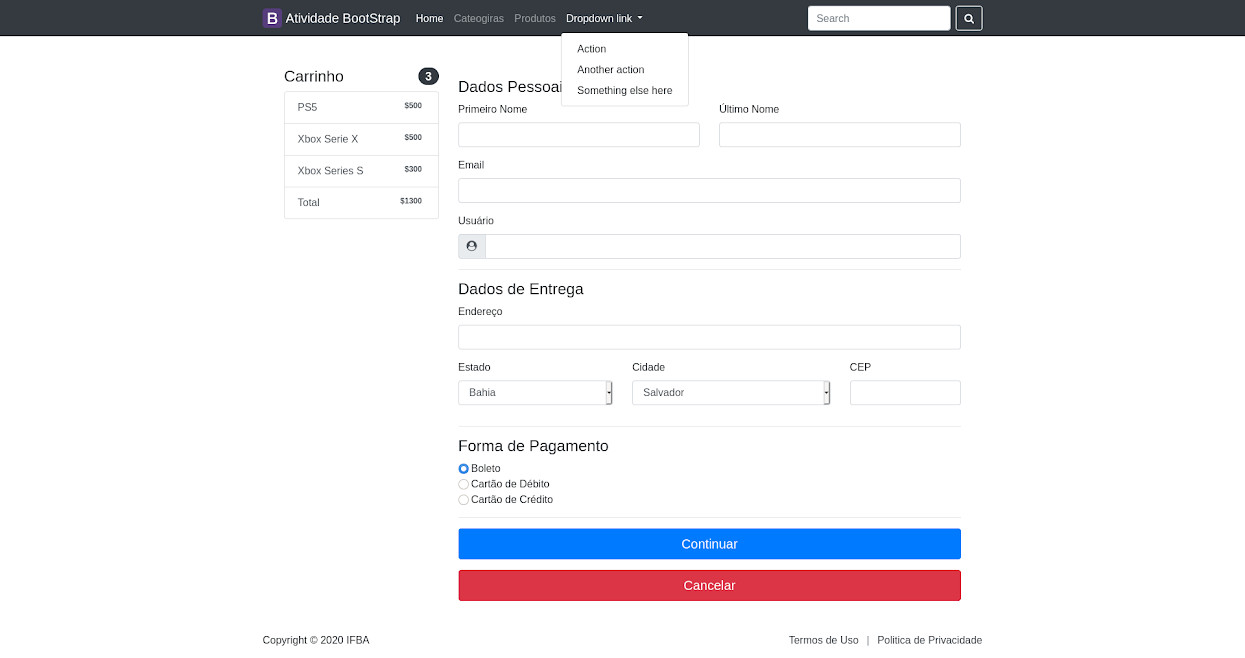 B Atividade BootStrap Home Cateogiras Produtos Dropdown link Search
Action
Another action
Something else here
Carrinho 3
PS5 $500
Xbox Serie X $500
Xbox Series S $300
Total $1300
Dados Pessoai
Primeiro Nome Último Nome
Email
Usuário
Dados de Entrega
Endereço
Estado Cidade CEP
Bahia Salvador
Forma de Pagamento
Boleto
Cartão de Débito
Cartão de Crédito
Continuar
Cancelar
Copyright © 2020 IFBA Termos de Uso | Politica de Privacidade